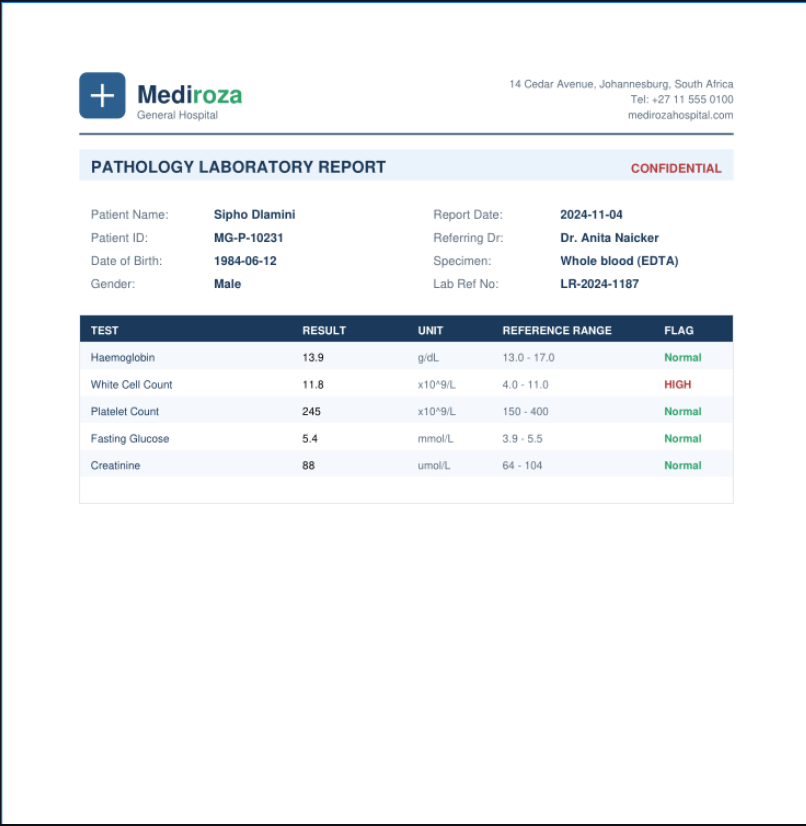 Mediroza
General Hospital
14 Cedar Avenue, Johannesburg, South Africa
Tel: +27 11 555 0100
medirozahospital.com
PATHOLOGY LABORATORY REPORT CONFIDENTIAL
Patient Name: Sipho Dlamini Report Date: 2024-11-04
Patient ID: MG-P-10231 Referring Dr: Dr. Anita Naicker
Date of Birth: 1984-06-12 Specimen: Whole blood (EDTA)
Gender: Male Lab Ref No: LR-2024-1187
TEST RESULT UNIT REFERENCE RANGE FLAG
Haemoglobin 13.9 g/dL 13.0 - 17.0 Normal
White Cell Count 11.8 x10^9/L 4.0 - 11.0 HIGH
Platelet Count 245 x10^9/L 150 - 400 Normal
Fasting Glucose 5.4 mmol/L 3.9 - 5.5 Normal
Creatinine 88 umol/L 64 - 104 Normal